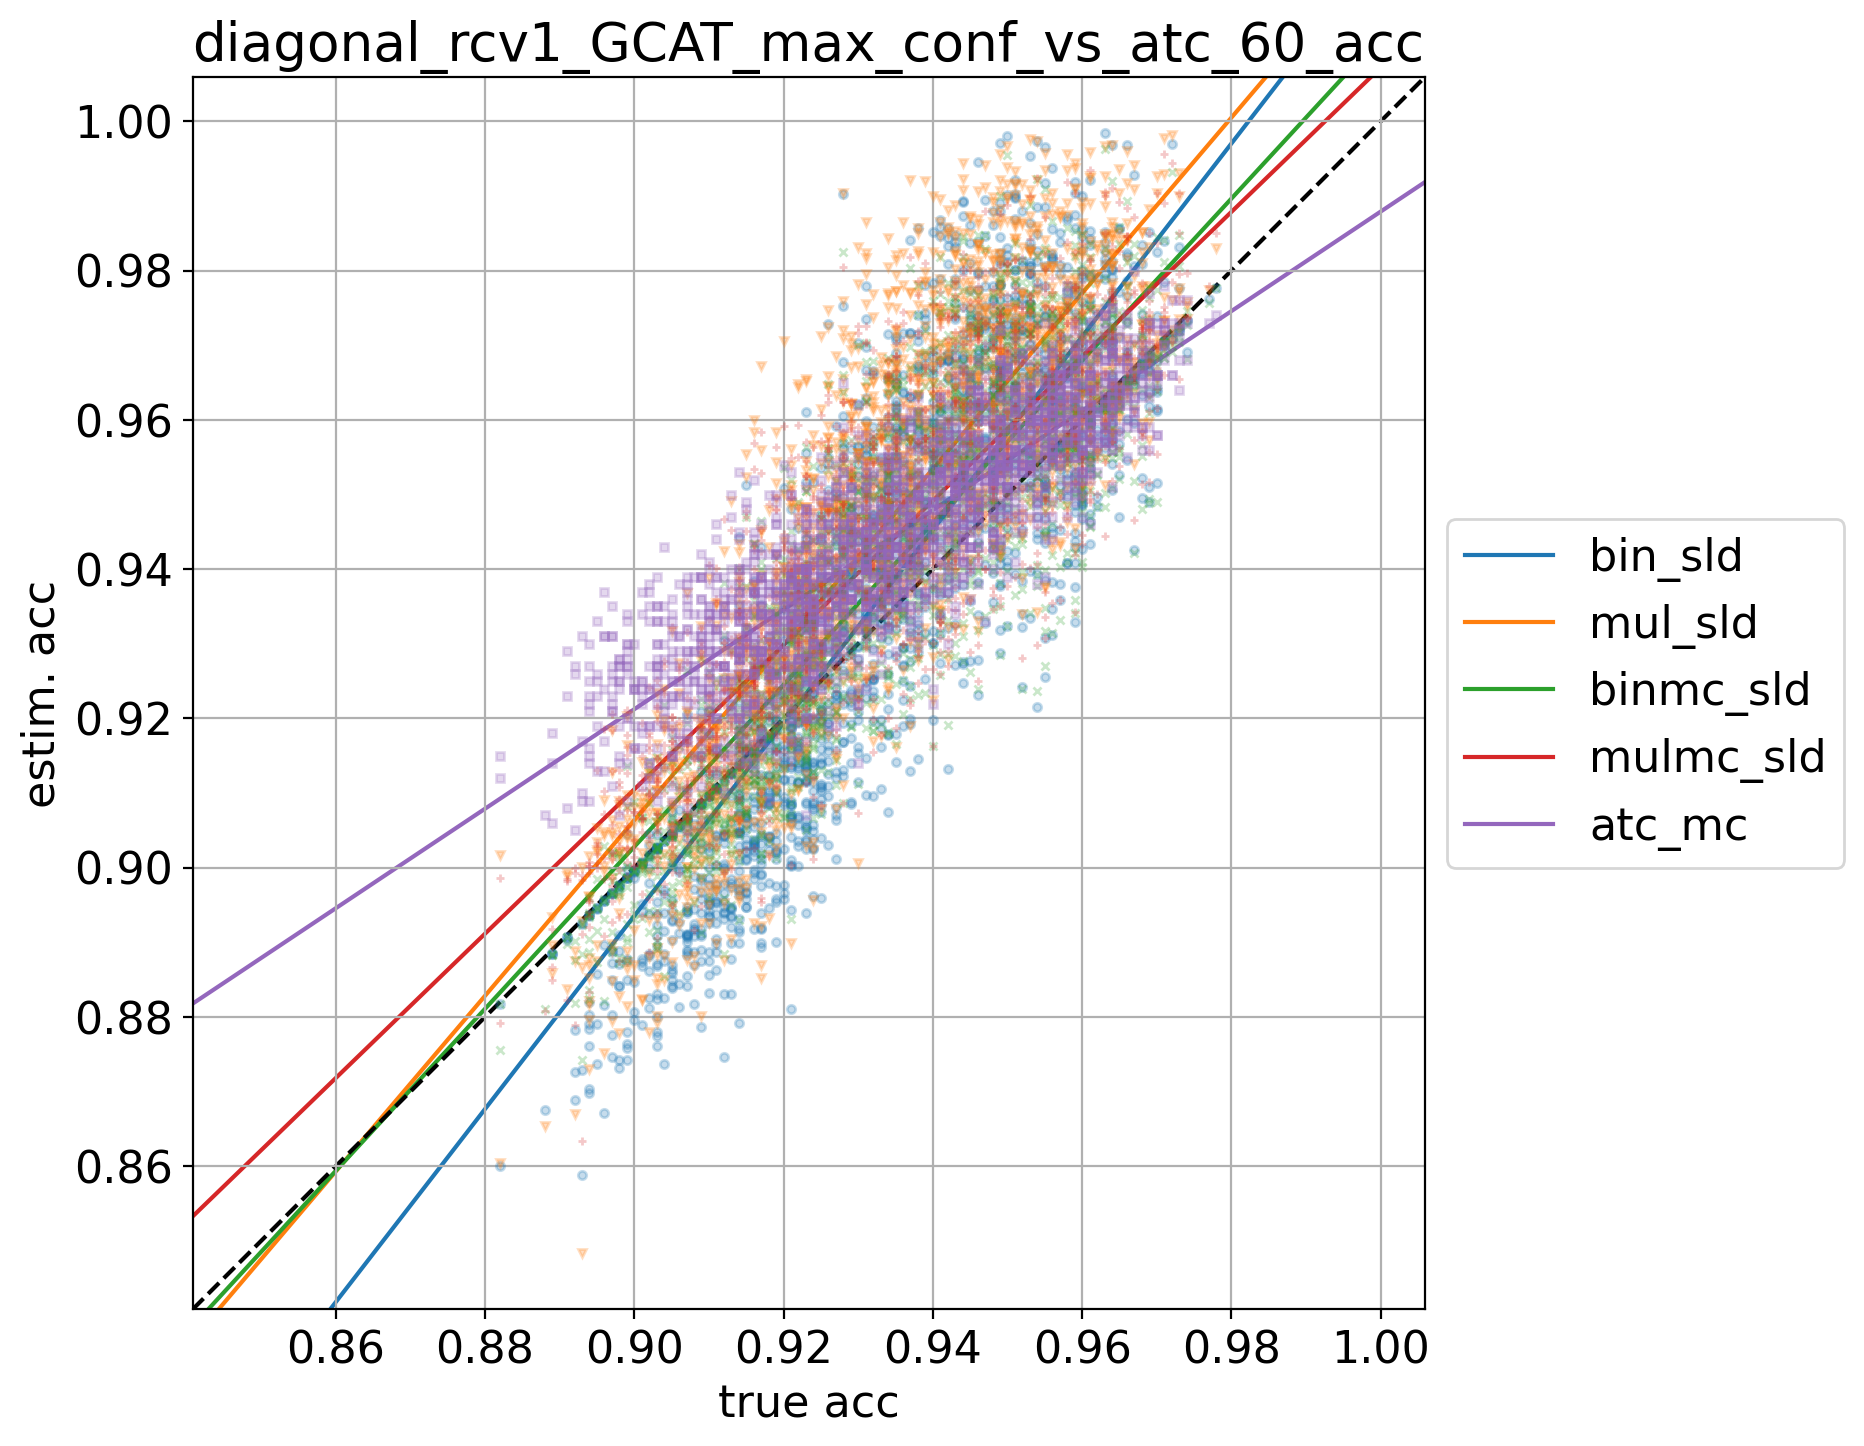 diagonal_rcv1_GCAT_max_conf_vs_atc_60_acc
1.00
0.98
0.96
0.94
0.92
0.90
0.88
0.86
estim. acc
0.86 0.88 0.90 0.92 0.94 0.96 0.98 1.00
true acc
bin_sld
mul_sld
binmc_sld
mulmc_sld
atc_mc